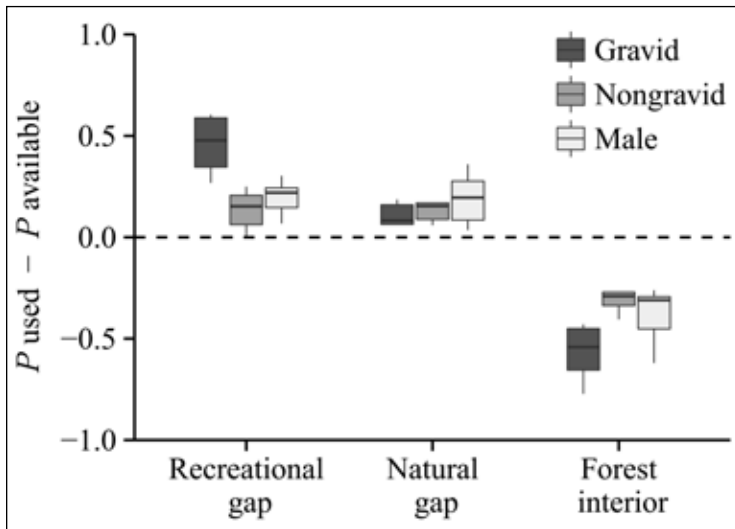 1.0
0.5
0.0
−0.5
−1.0
P used − P available
Gravid
Nongravid
Male
Recreational
gap
Natural
gap
Forest
interior